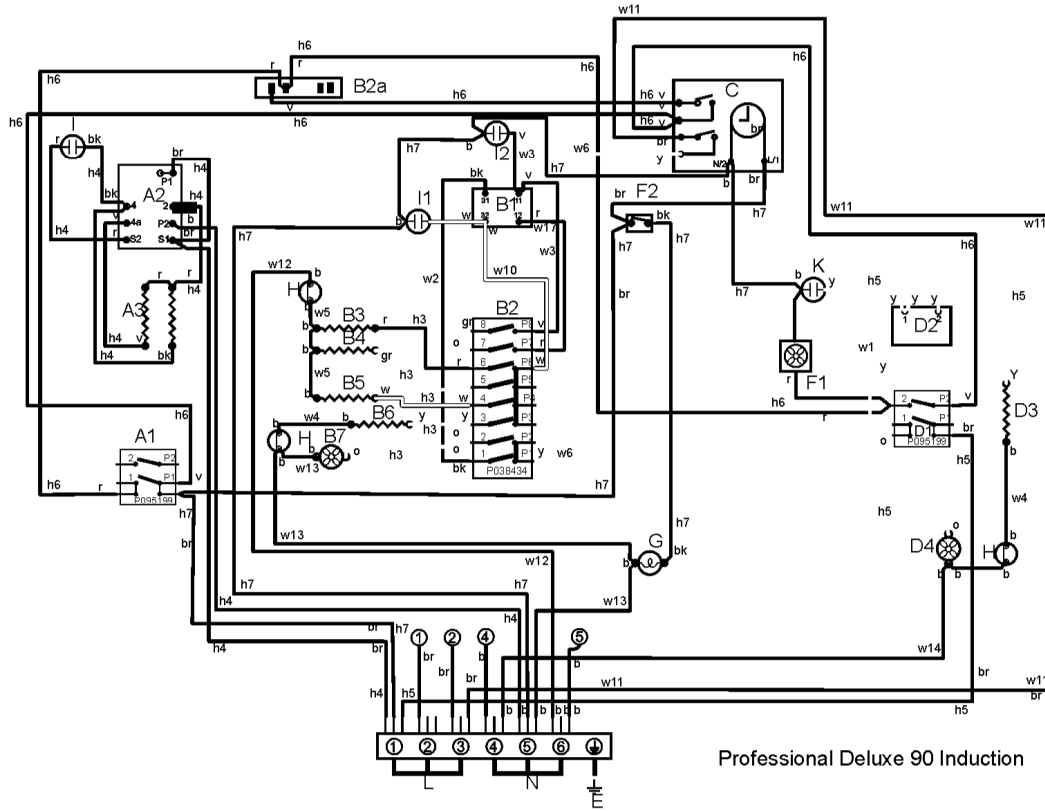 w11
h6
r
r
h6
B2a
h6
C
h6 v
h6
v
h6
v
h6
h6
v
br
br
y
N/2
L/1
b
br
h7
I
r
bk
h4
br
h4
P1
A2
h4
bk
4
2
v
4a
P2
b
r
S2
S1
br
h4
r
r
h4
A3
v
h4
bk
h7
b
I2
v
w3
w6
I1
b
bk
31
11
v
B1
32
12
r
w
w
w17
w3
w2
w10
br
F2
bk
h7
h7
br
w11
w11
h6
h5
h5
K
b
y
h7
D2
y
y
y
1
2
w1
y
F1
r
h6
r
w12
b
H
w5
b
B3
r
h3
B4
gr
b
w5
h3
B5
w
b
w4
b
B6
y
h3
H
b
b
B7
o
w13
h3
B2
gr
8
P8
v
o
7
P7
r
r
6
P6
w
5
P5
w
4
P4
y
3
P3
y
o
2
P2
o
1
P1
y
bk
P038434
w6
2
P2
v
1
P1
br
o
D1
P095199
h5
Y
D3
b
w4
A1
2
P2
1
P1
v
h6
r
P095199
h7
br
h7
h5
D4
o
b
b
H
b
b
w13
w12
G
b
bk
h7
h7
h7
h4
w13
h4
br
h7
h4
1
2
4
5
br
br
b
b
br
w14
br
w11
w11
br
h4
h5
h5
b
b
b
b
b
b
1
2
3
4
5
6
L
N
E
Professional Deluxe 90 Induction